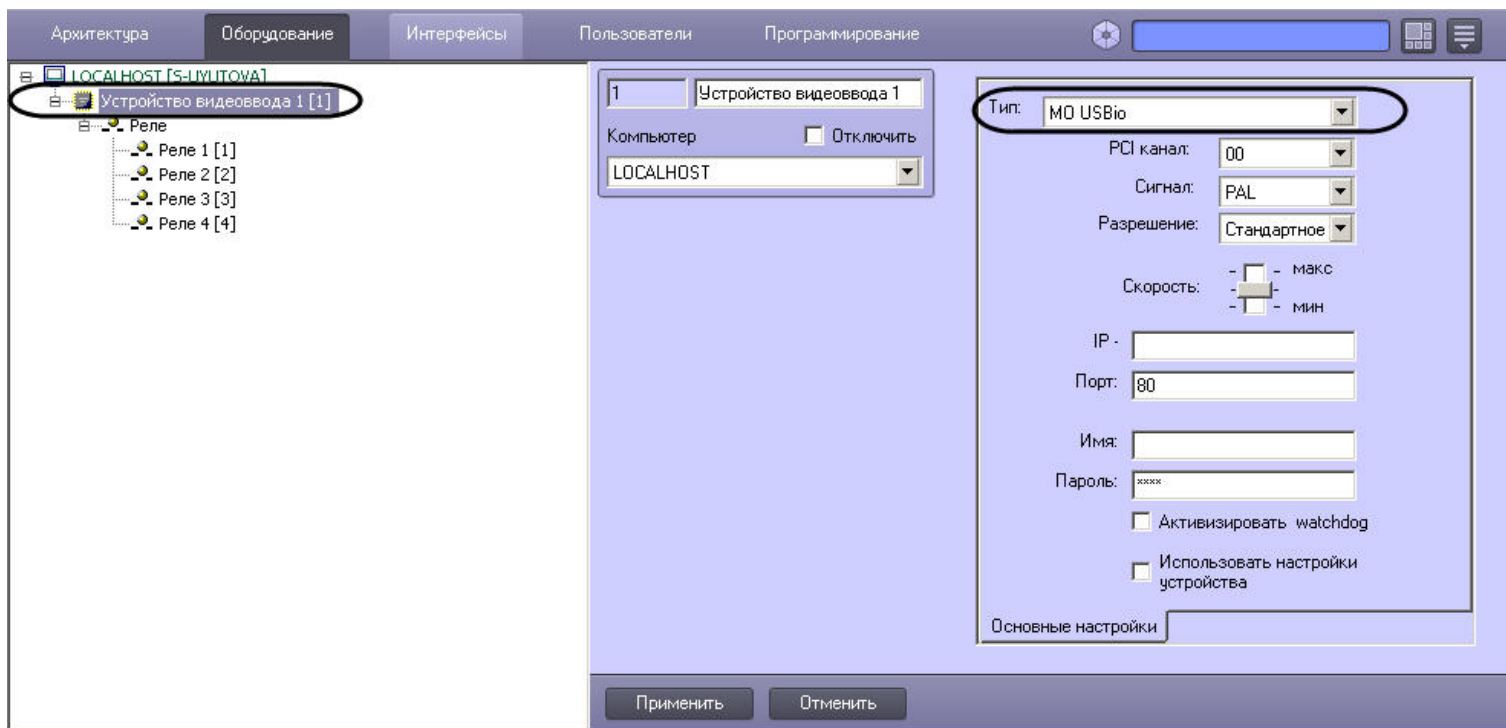 Архитектура Оборудование Интерфейсы Пользователи Программирование
LOCALHOST [S-UYUTOVA]
Устройство видеоввода 1 [1]
Реле
Реле 1 [1]
Реле 2 [2]
Реле 3 [3]
Реле 4 [4]
1 Устройство видеоввода 1
Компьютер Отключить
LOCALHOST
Тип: МО USBio
PCI канал: 00
Сигнал: PAL
Разрешение: Стандартное
- - макс
Скорость: - -
- - мин
IP -
Порт: 80
Имя:
Пароль: ××××
Активизировать watchdog
Использовать настройки
устройства
Основные настройки
Применить Отменить